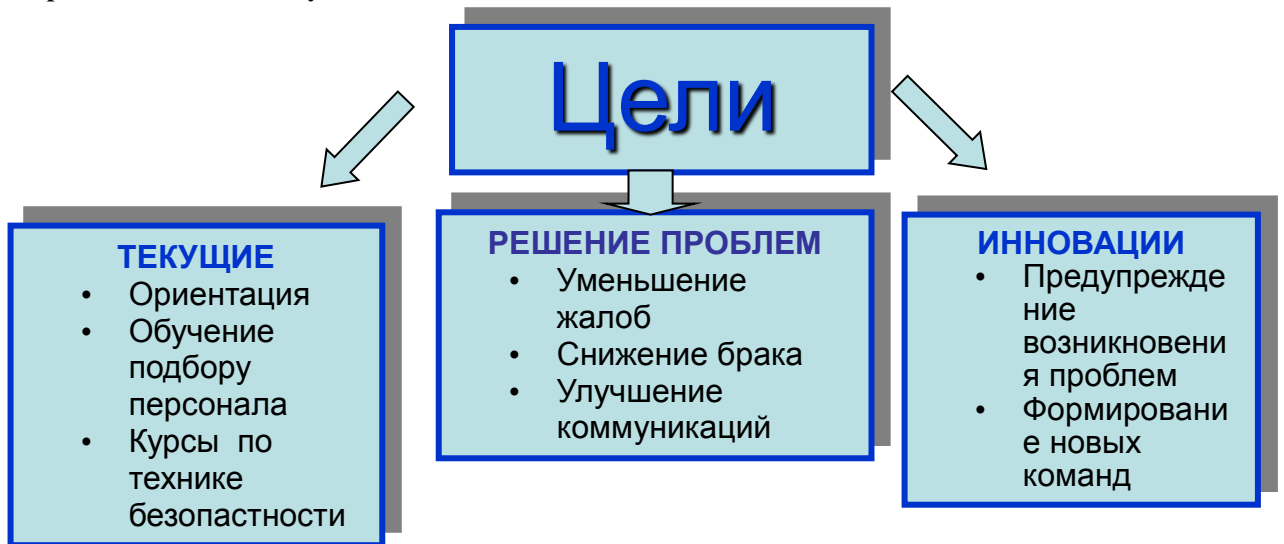 Цели
ТЕКУЩИЕ
• Ориентация
• Обучение
подбору
персонала
• Курсы по
технике
безопастности
РЕШЕНИЕ ПРОБЛЕМ
• Уменьшение
жалоб
• Снижение брака
• Улучшение
коммуникаций
ИННОВАЦИИ
• Предупрежде
ние
возникновени
я проблем
• Формировани
е новых
команд